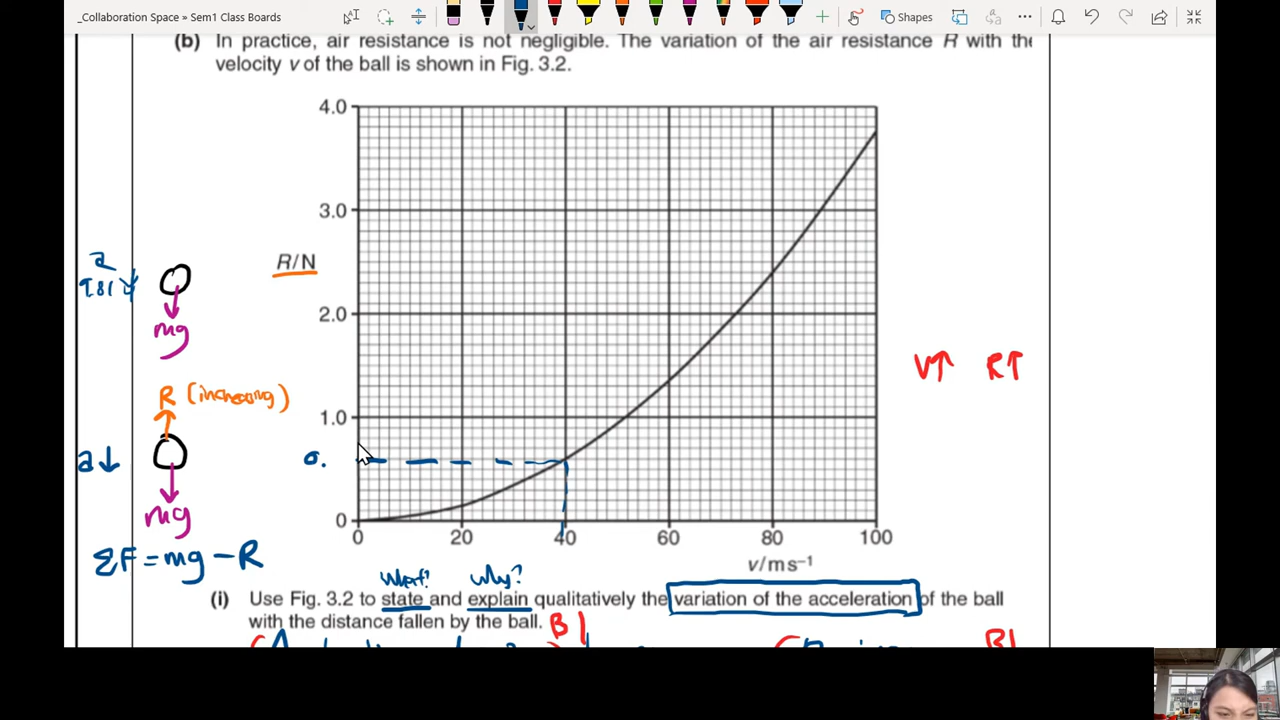 _Collaboration Space » Sem1 Class Boards
Shapes
(b) In practice, air resistance is not negligible. The variation of the air resistance R with the
velocity v of the ball is shown in Fig. 3.2.
4.0
3.0
R/N
2.0
1.0
0
0 20 40 60 80 100
v/m s⁻¹
a
9.81 ↓
mg
R (increasing)
a↓
mg
ΣF = mg − R
0.
V↑ R↑
What? why?
(i) Use Fig. 3.2 to state and explain qualitatively the variation of the acceleration of the ball
with the distance fallen by the ball. B1
B1